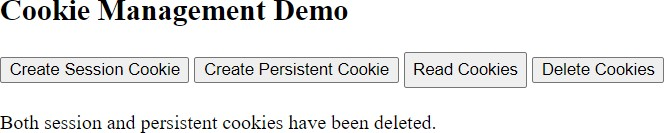 Cookie Management Demo
Create Session Cookie Create Persistent Cookie Read Cookies Delete Cookies
Both session and persistent cookies have been deleted.